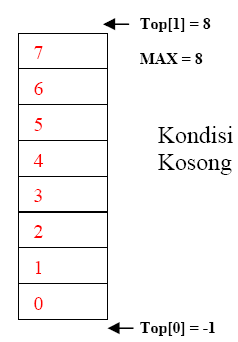 Top[1] = 8
7
MAX = 8
6
5
Kondisi
4
Kosong
3
2
1
0
Top[0] = -1